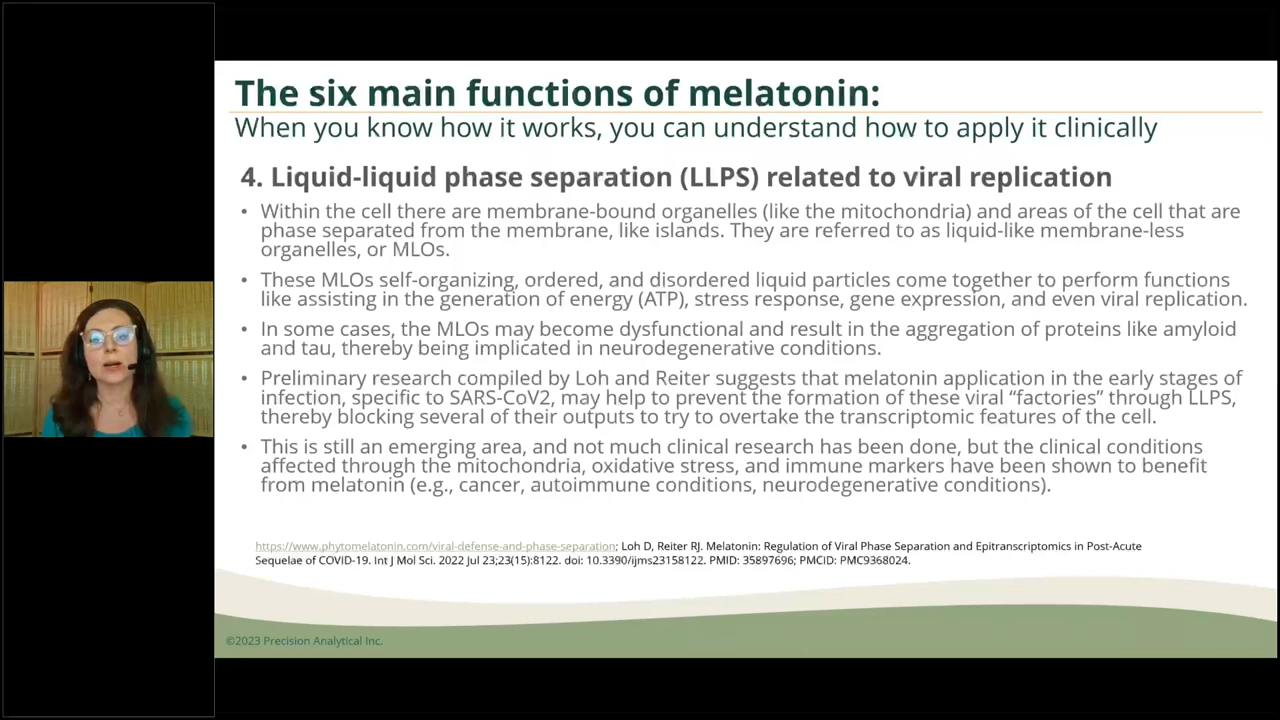 The six main functions of melatonin:
When you know how it works, you can understand how to apply it clinically
4. Liquid-liquid phase separation (LLPS) related to viral replication
• Within the cell there are membrane-bound organelles (like the mitochondria) and areas of the cell that are
phase separated from the membrane, like islands. They are referred to as liquid-like membrane-less
organelles, or MLOs.
• These MLOs self-organizing, ordered, and disordered liquid particles come together to perform functions
like assisting in the generation of energy (ATP), stress response, gene expression, and even viral replication.
• In some cases, the MLOs may become dysfunctional and result in the aggregation of proteins like amyloid
and tau, thereby being implicated in neurodegenerative conditions.
• Preliminary research compiled by Loh and Reiter suggests that melatonin application in the early stages of
infection, specific to SARS-CoV2, may help to prevent the formation of these viral “factories” through LLPS,
thereby blocking several of their outputs to try to overtake the transcriptomic features of the cell.
• This is still an emerging area, and not much clinical research has been done, but the clinical conditions
affected through the mitochondria, oxidative stress, and immune markers have been shown to benefit
from melatonin (e.g., cancer, autoimmune conditions, neurodegenerative conditions).
https://www.phytomelatonin.com/viral-defense-and-phase-separation; Loh D, Reiter RJ. Melatonin: Regulation of Viral Phase Separation and Epitranscriptomics in Post-Acute
Sequelae of COVID-19. Int J Mol Sci. 2022 Jul 23;23(15):8122. doi: 10.3390/ijms23158122. PMID: 35897696; PMCID: PMC9368024.
©2023 Precision Analytical Inc.